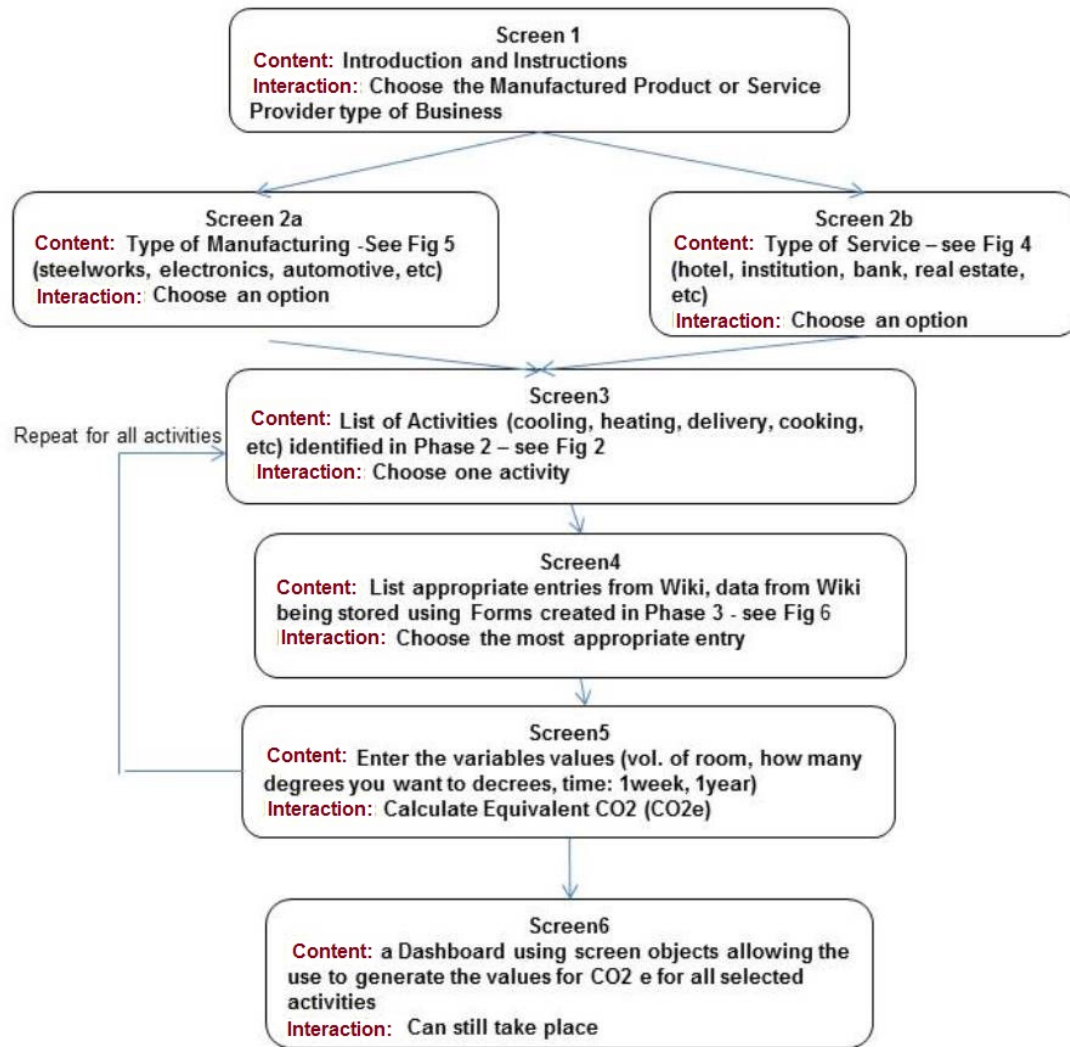 Screen 1
Content: Introduction and Instructions
Interaction: Choose the Manufactured Product or Service
Provider type of Business
Screen 2a
Content: Type of Manufacturing -See Fig 5
(steelworks, electronics, automotive, etc)
Interaction: Choose an option
Screen 2b
Content: Type of Service – see Fig 4
(hotel, institution, bank, real estate,
etc)
Interaction: Choose an option
Screen3
Content: List of Activities (cooling, heating, delivery, cooking,
etc) identified in Phase 2 – see Fig 2
Interaction: Choose one activity
Repeat for all activities
Screen4
Content: List appropriate entries from Wiki, data from Wiki
being stored using Forms created in Phase 3 - see Fig 6
Interaction: Choose the most appropriate entry
Screen5
Content: Enter the variables values (vol. of room, how many
degrees you want to decrees, time: 1week, 1year)
Interaction: Calculate Equivalent CO2 (CO2e)
Screen6
Content: a Dashboard using screen objects allowing the
use to generate the values for CO2 e for all selected
activities
Interaction: Can still take place